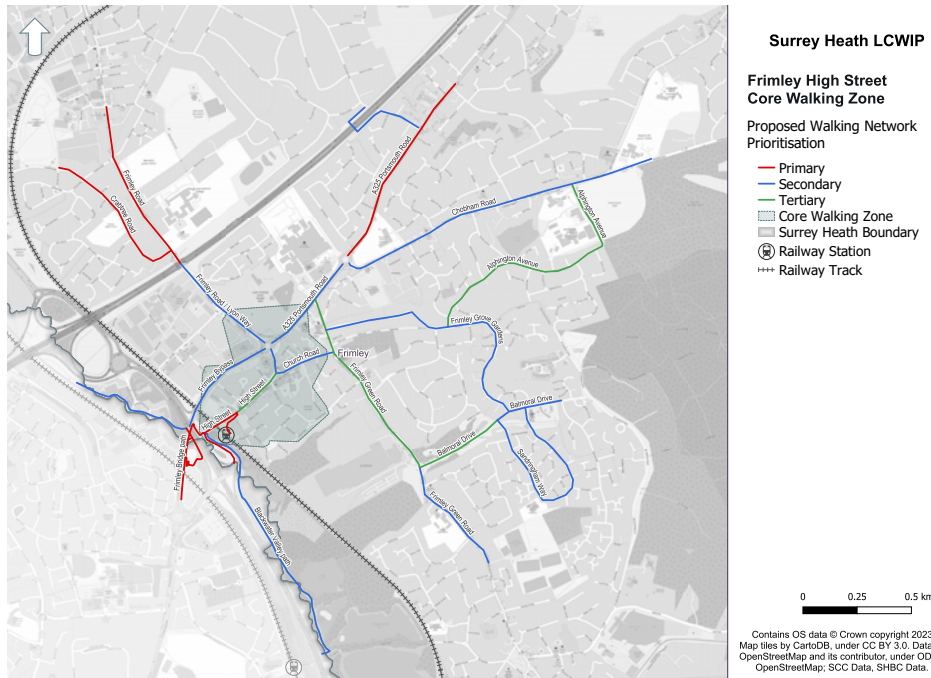 Surrey Heath LCWIP
Frimley High Street
Core Walking Zone
Proposed Walking Network
Prioritisation
Primary
Secondary
Tertiary
Core Walking Zone
Surrey Heath Boundary
Railway Station
Railway Track
0 0.25 0.5 km
Contains OS data © Crown copyright 2023
Map tiles by CartoDB, under CC BY 3.0. Data
OpenStreetMap and its contributor, under OD
OpenStreetMap; SCC Data, SHBC Data.
Frimley Road
Crabtree Road
A325 Portsmouth Road
Chobham Road
Alphington Avenue
Alphington Avenue
Frimley Road / Lyon Way
A325 Portsmouth Road
Frimley Grove Gardens
Church Road
Frimley
Frimley Bypass
High Street
High Street
Frimley Green Road
Balmoral Drive
Balmoral Drive
Sandringham Way
Frimley Bridge path
Frimley Green Road
Blackwater Valley path